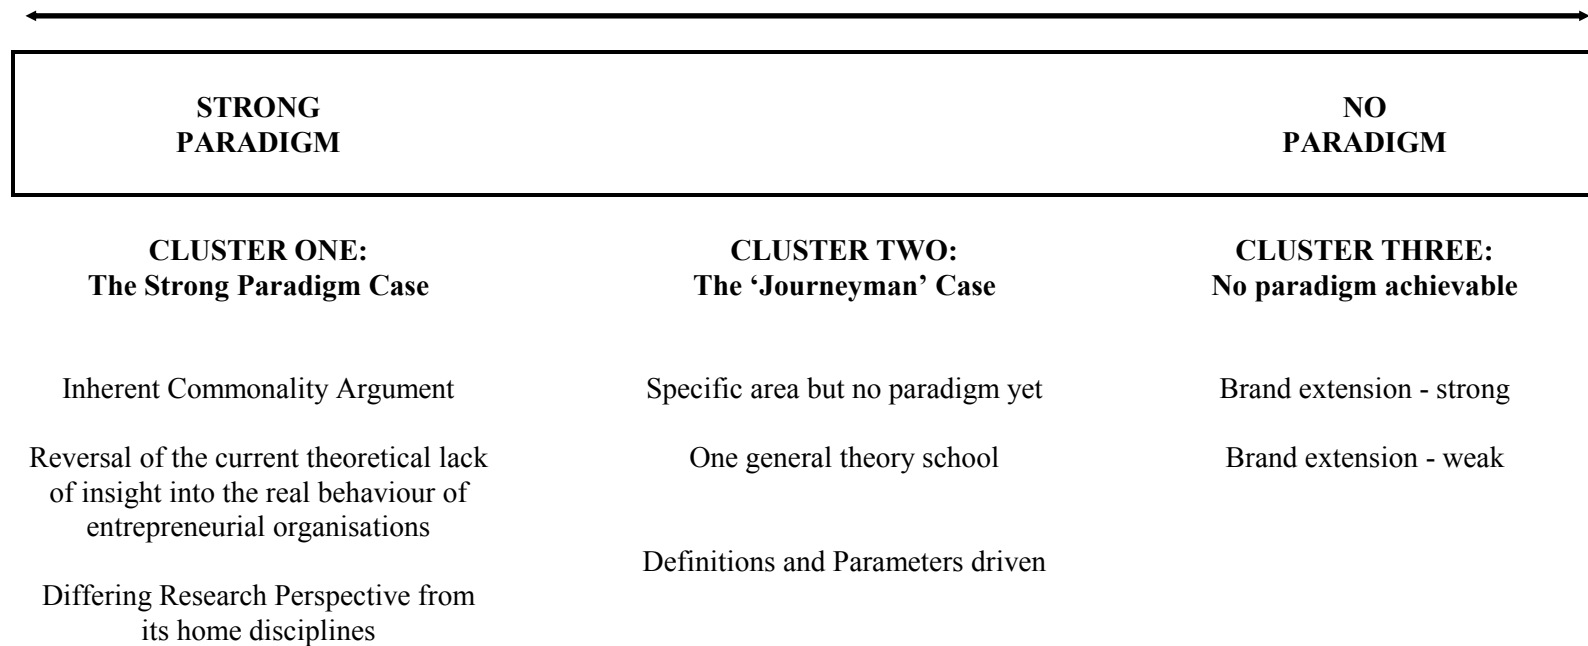 STRONG
PARADIGM
NO
PARADIGM
CLUSTER ONE:
The Strong Paradigm Case
Inherent Commonality Argument
Reversal of the current theoretical lack
of insight into the real behaviour of
entrepreneurial organisations
Differing Research Perspective from
its home disciplines
CLUSTER TWO:
The ‘Journeyman’ Case
Specific area but no paradigm yet
One general theory school
Definitions and Parameters driven
CLUSTER THREE:
No paradigm achievable
Brand extension - strong
Brand extension - weak